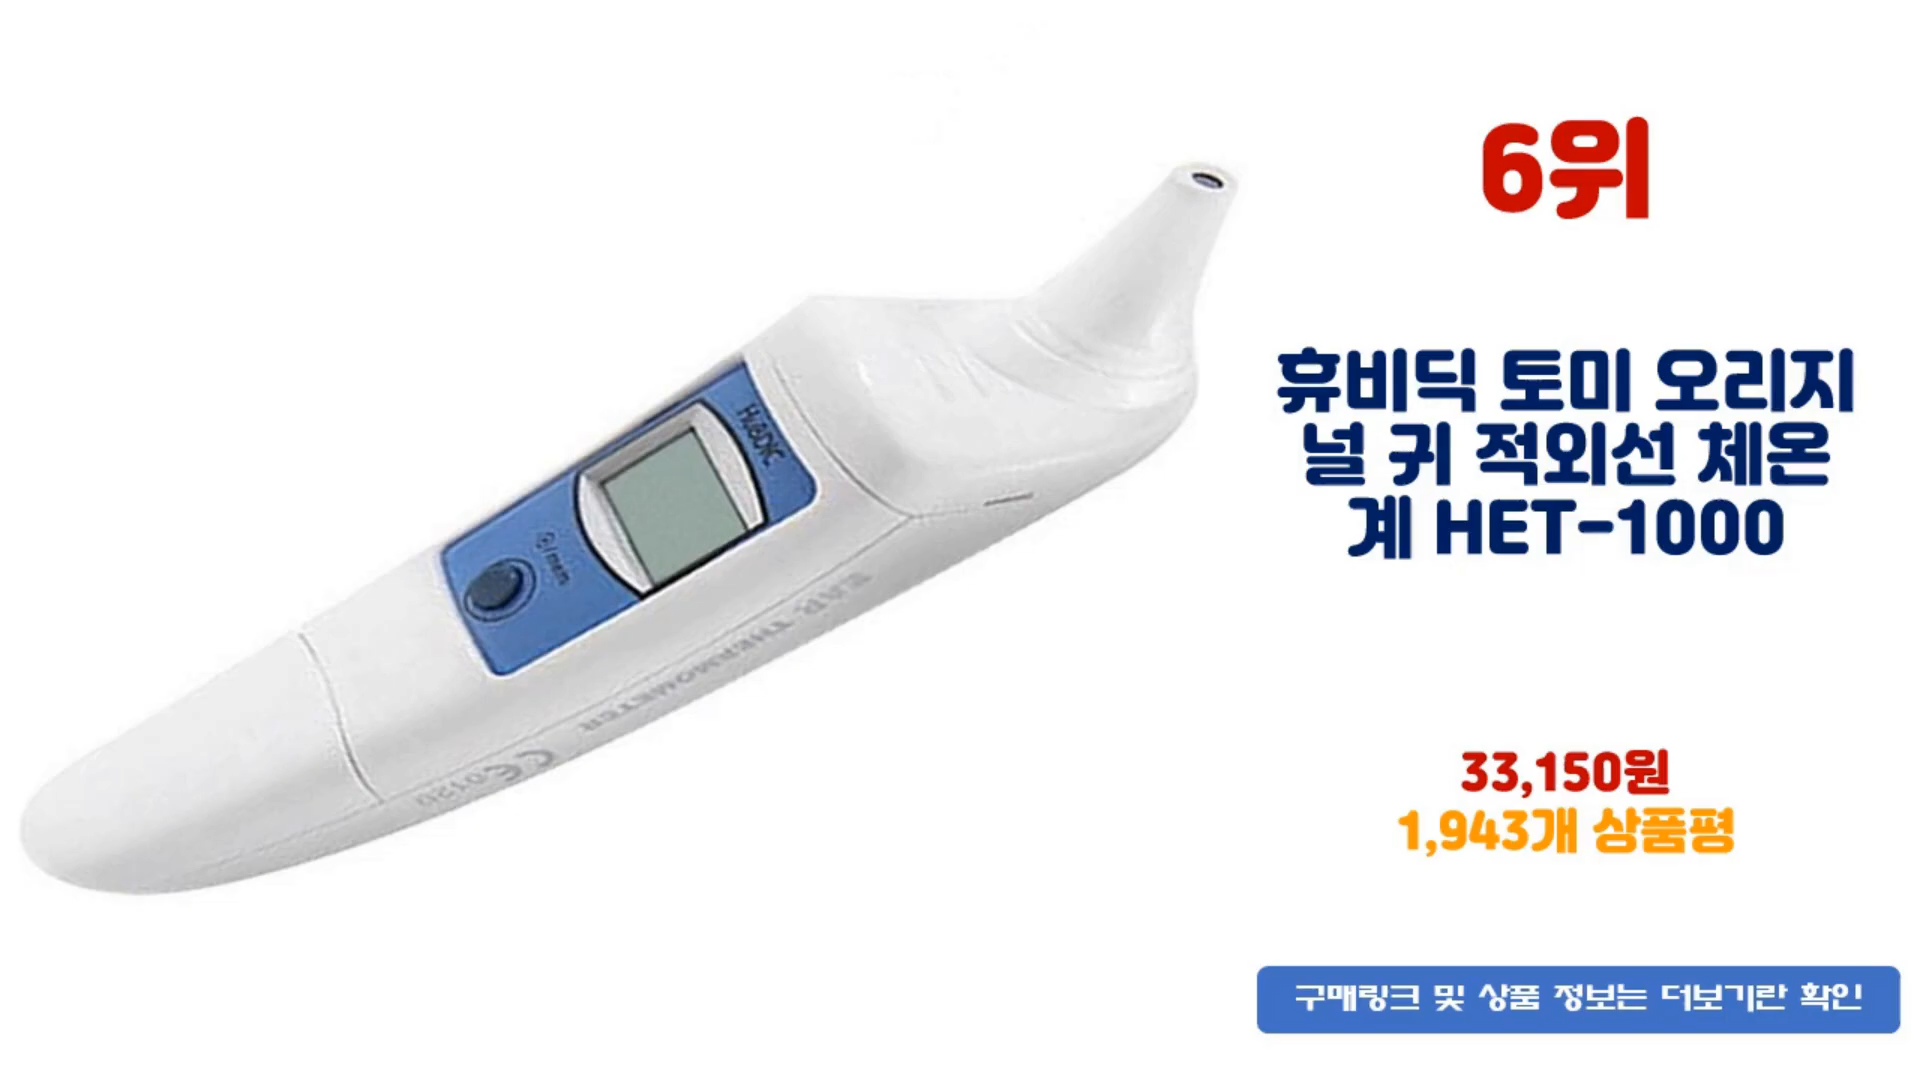 6위
휴비딕 토미 오리지
널 귀 적외선 체온
계 HET-1000
HuBDIC
/mem
EAR THERMOMETER
CE 0120
33,150원
1,943개 상품평
구매링크 및 상품 정보는 더보기란 확인